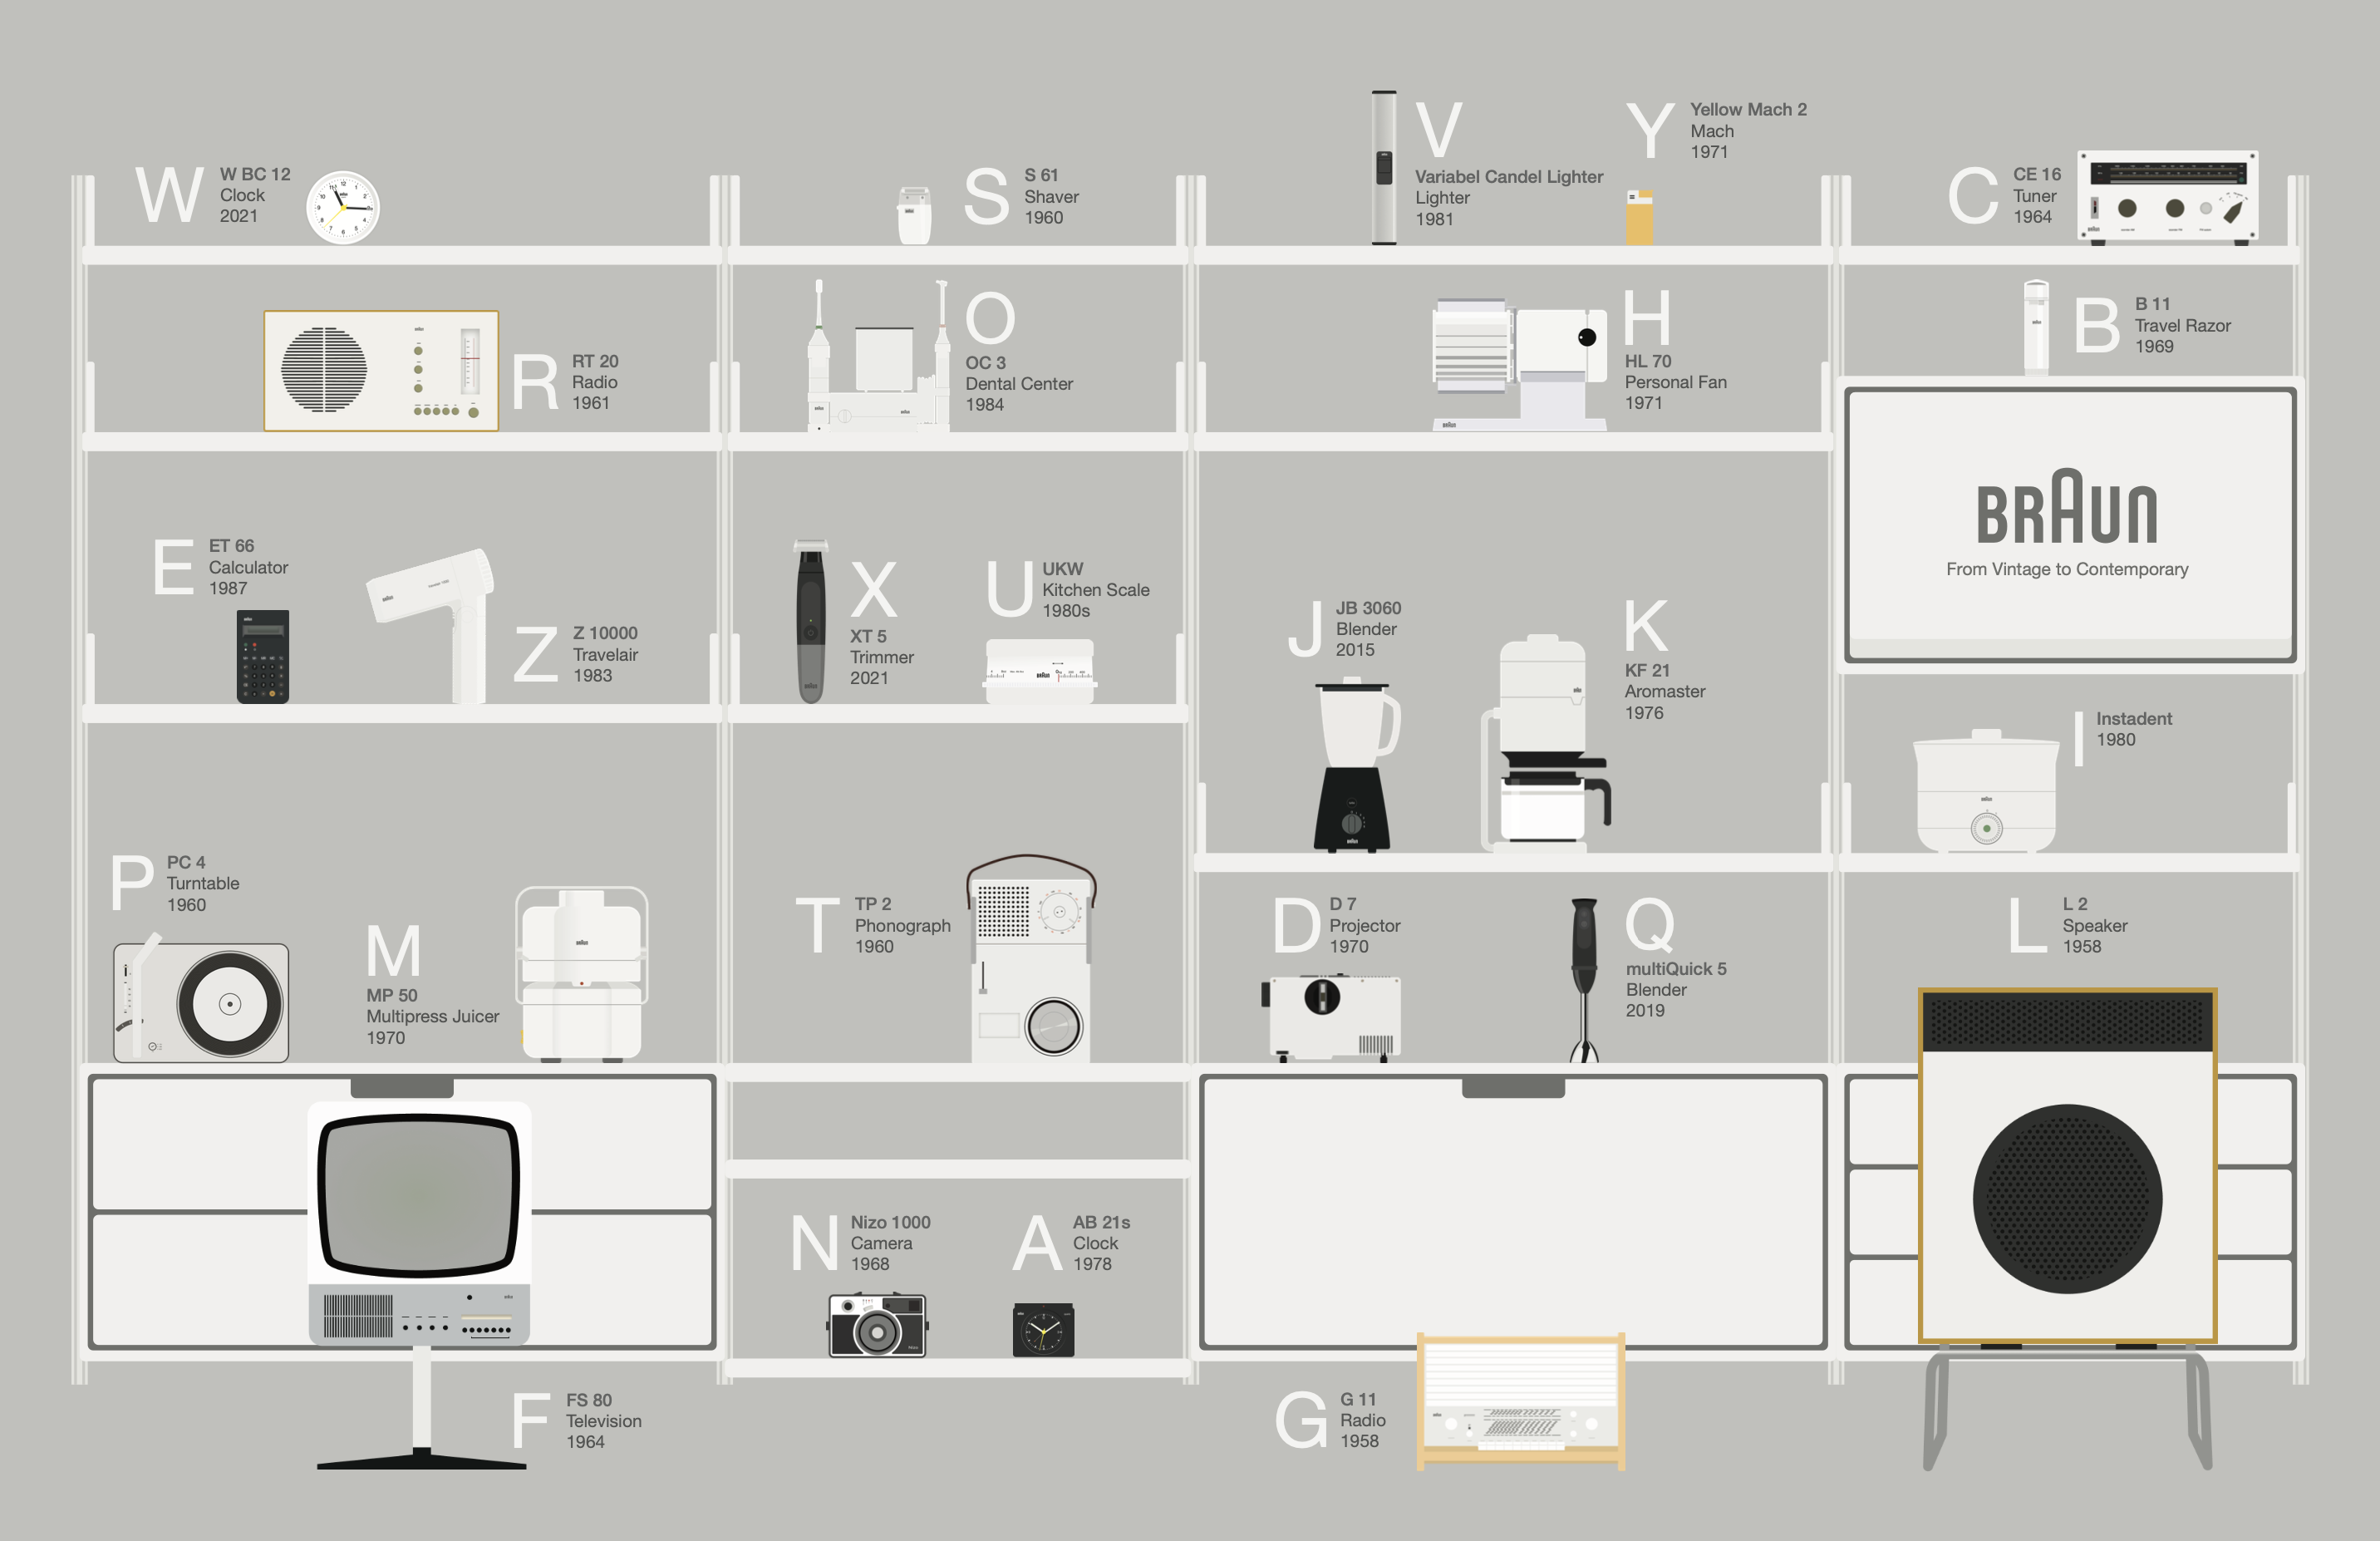 W
W BC 12
Clock
2021
S
S 61
Shaver
1960
V
Variabel Candel Lighter
Lighter
1981
Y
Yellow Mach 2
Mach
1971
C
CE 16
Tuner
1964
R
RT 20
Radio
1961
O
OC 3
Dental Center
1984
H
HL 70
Personal Fan
1971
B
B 11
Travel Razor
1969
BRAUN
From Vintage to Contemporary
E
ET 66
Calculator
1987
Z
Z 10000
Travelair
1983
X
XT 5
Trimmer
2021
U
UKW
Kitchen Scale
1980s
J
JB 3060
Blender
2015
K
KF 21
Aromaster
1976
I
Instadent
1980
P
PC 4
Turntable
1960
M
MP 50
Multipress Juicer
1970
T
TP 2
Phonograph
1960
D
D 7
Projector
1970
Q
multiQuick 5
Blender
2019
L
L 2
Speaker
1958
N
Nizo 1000
Camera
1968
A
AB 21s
Clock
1978
F
FS 80
Television
1964
G
G 11
Radio
1958